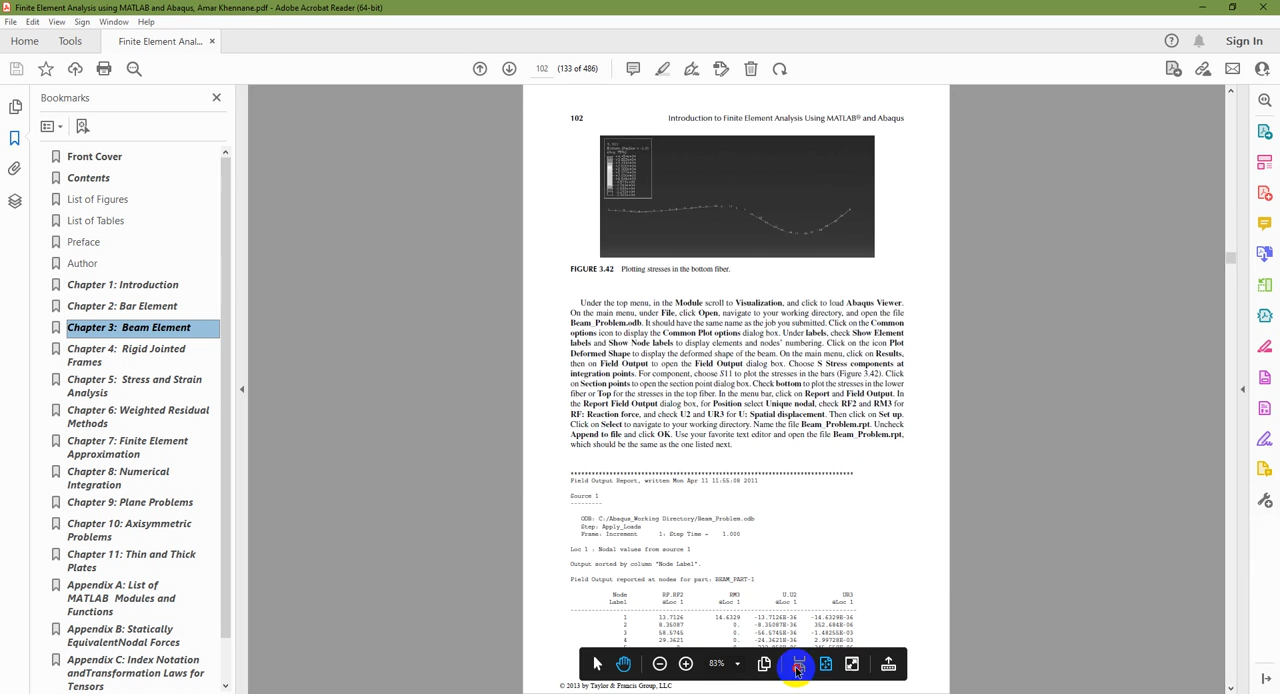 Finite Element Analysis using MATLAB and Abaqus, Amar Khennane.pdf - Adobe Acrobat Reader (64-bit)
File Edit View Sign Window Help
Home Tools Finite Element Anal... × Sign In
102 (133 of 486)
Bookmarks
Front Cover
Contents
List of Figures
List of Tables
Preface
Author
Chapter 1: Introduction
Chapter 2: Bar Element
Chapter 3: Beam Element
Chapter 4: Rigid Jointed
Frames
Chapter 5: Stress and Strain
Analysis
Chapter 6: Weighted Residual
Methods
Chapter 7: Finite Element
Approximation
Chapter 8: Numerical
Integration
Chapter 9: Plane Problems
Chapter 10: Axisymmetric
Problems
Chapter 11: Thin and Thick
Plates
Appendix A: List of
MATLAB Modules and
Functions
Appendix B: Statically
EquivalentNodal Forces
Appendix C: Index Notation
andTransformation Laws for
Tensors
102 Introduction to Finite Element Analysis Using MATLAB® and Abaqus
FIGURE 3.42 Plotting stresses in the bottom fiber.
Under the top menu, in the Module scroll to Visualization, and click to load Abaqus Viewer.
On the main menu, under File, click Open, navigate to your working directory, and open the file
Beam_Problem.odb. It should have the same name as the job you submitted. Click on the Common
options icon to display the Common Plot options dialog box. Under labels, check Show Element
labels and Show Node labels to display elements and nodes' numbering. Click on the icon Plot
Deformed Shape to display the deformed shape of the beam. On the main menu, click on Results,
then on Field Output to open the Field Output dialog box. Choose S Stress components at
integration points. For component, choose S11 to plot the stresses in the bars (Figure 3.42). Click
on Section points to open the section point dialog box. Check bottom to plot the stresses in the lower
fiber or Top for the stresses in the top fiber. In the menu bar, click on Report and Field Output. In
the Report Field Output dialog box, for Position select Unique nodal, check RF2 and RM3 for
RF: Reaction force, and check U2 and UR3 for U: Spatial displacement. Then click on Set up.
Click on Select to navigate to your working directory. Name the file Beam_Problem.rpt. Uncheck
Append to file and click OK. Use your favorite text editor and open the file Beam_Problem.rpt,
which should be the same as the one listed next.
Field Output Report, written Mon Apr 11 11:55:08 2011
Source 1
ODB: C:/Abaqus_Working Directory/Beam_Problem.odb
Step: Apply_Loads
Frame: Increment 1: Step Time = 1.000
Loc 1 : Nodal values from source 1
Output sorted by column "Node Label".
Field Output reported at nodes for part: BEAM_PART-1
Node RF.RF2 RM3 U.U2 UR3
Label @Loc 1 @Loc 1 @Loc 1 @Loc 1
1 13.7126 14.6329 -13.7126E-36 -14.6329E-36
2 8.35087 0. -8.35087E-36 352.684E-06
3 58.5745 0. -56.5745E-36 -1.48255E-03
4 29.3621 0. -24.3621E-36 2.99728E-03
83%
© 2013 by Taylor & Francis Group, LLC